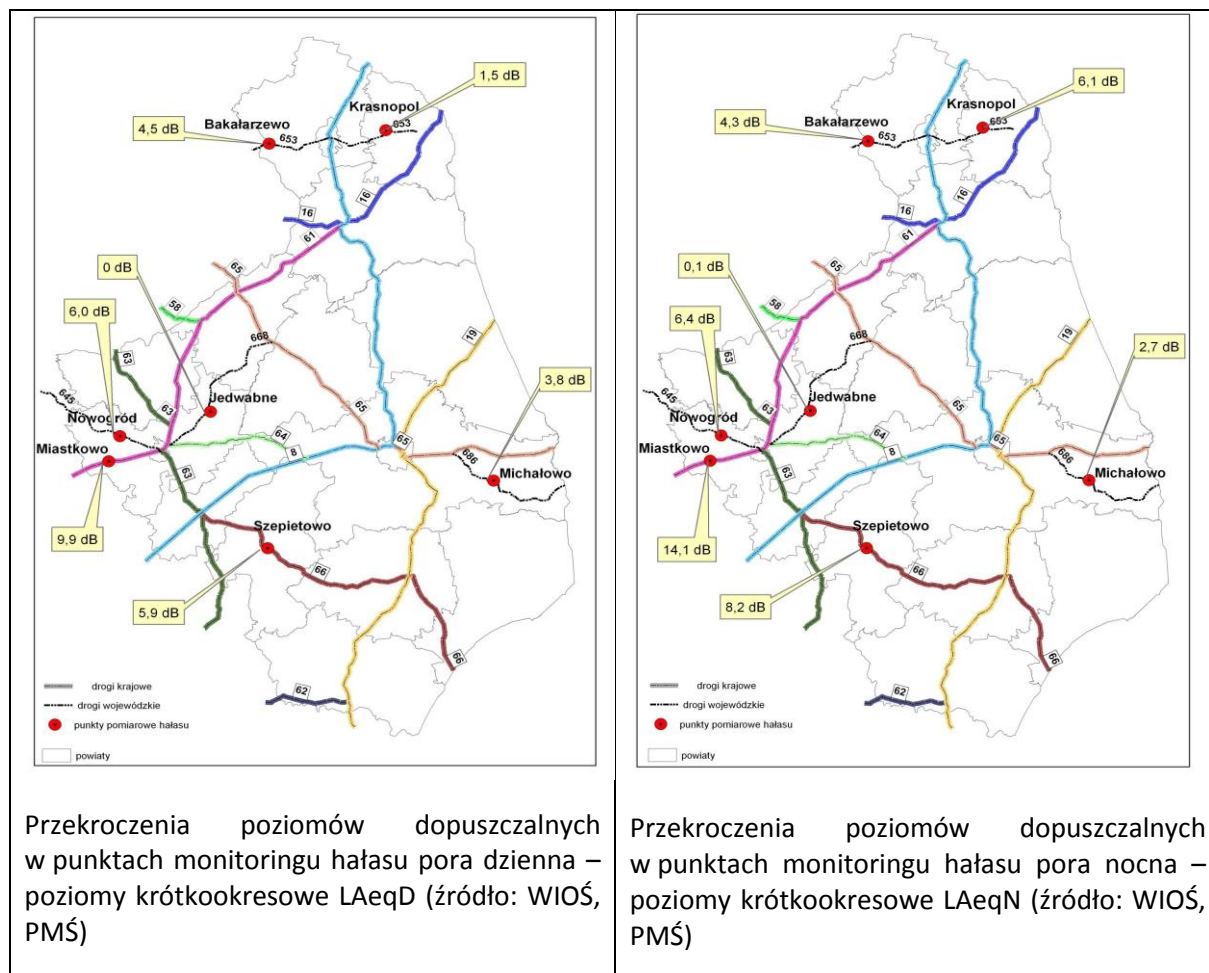 1,5 dB
Krasnopol
653
4,5 dB
Bakałarzewo
653
16
16
61
0 dB
65
58
6,0 dB
668
19
63
3,8 dB
645
Jedwabne
Nowogród
63
65
Miastkowo
64
65
8
63
686
Michałowo
9,9 dB
Szepietowo
66
5,9 dB
66
62
drogi krajowe
drogi wojewódzkie
punkty pomiarowe hałasu
powiaty
Przekroczenia poziomów dopuszczalnych
w punktach monitoringu hałasu pora dzienna –
poziomy krótkookresowe LAeqD (źródło: WIOŚ,
PMŚ)
6,1 dB
Krasnopol
653
4,3 dB
Bakałarzewo
653
16
16
61
0,1 dB
65
58
6,4 dB
668
19
63
2,7 dB
645
Jedwabne
Nowogród
63
65
Miastkowo
64
65
8
63
686
Michałowo
14,1 dB
Szepietowo
66
8,2 dB
66
62
drogi krajowe
drogi wojewódzkie
punkty pomiarowe hałasu
powiaty
Przekroczenia poziomów dopuszczalnych
w punktach monitoringu hałasu pora nocna –
poziomy krótkookresowe LAeqN (źródło: WIOŚ,
PMŚ)